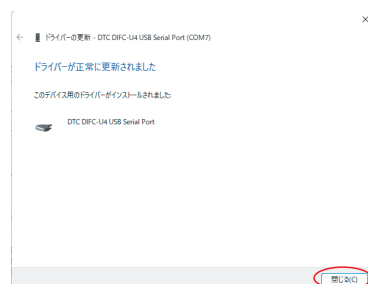 ドライバーの更新 - DTC DIFC-U4 USB Serial Port (COM7)
ドライバーが正常に更新されました
このデバイス用のドライバーがインストールされました:
DTC DIFC-U4 USB Serial Port
閉じる(C)